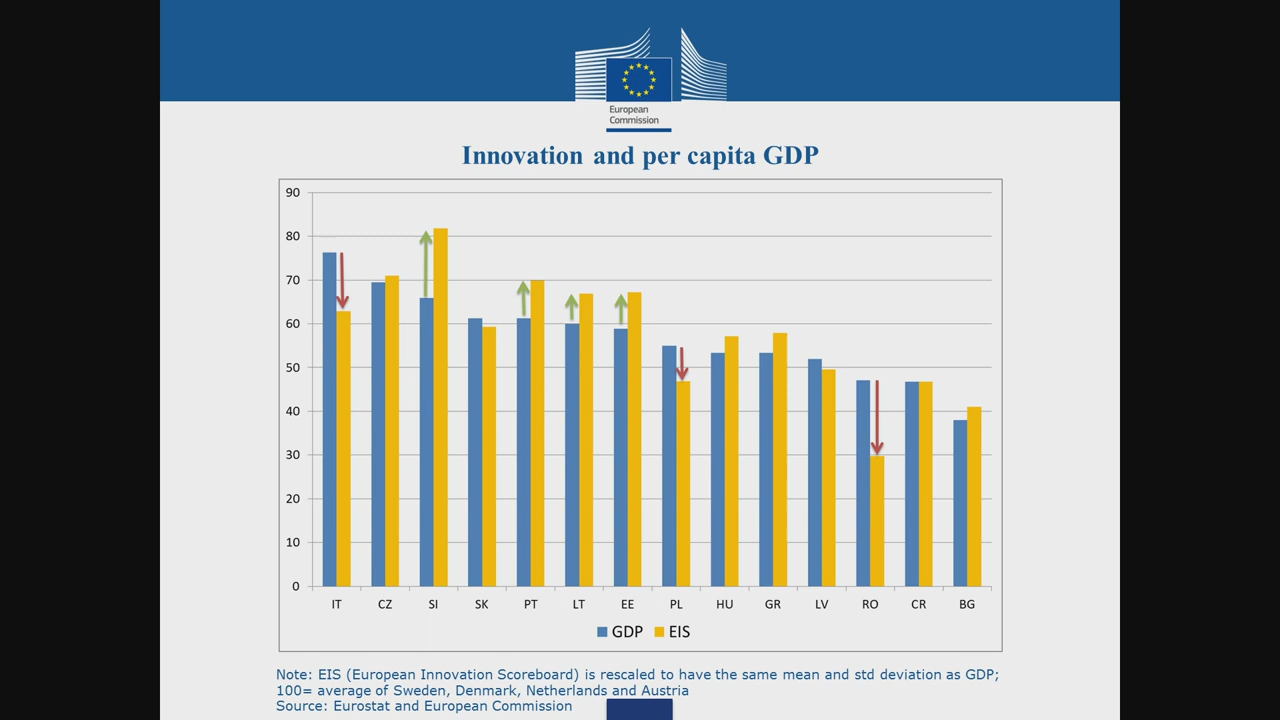 European
Commission
Innovation and per capita GDP
90
80
70
60
50
40
30
20
10
0
IT CZ SI SK PT LT EE PL HU GR LV RO CR BG
GDP EIS
Note: EIS (European Innovation Scoreboard) is rescaled to have the same mean and std deviation as GDP;
100= average of Sweden, Denmark, Netherlands and Austria
Source: Eurostat and European Commission